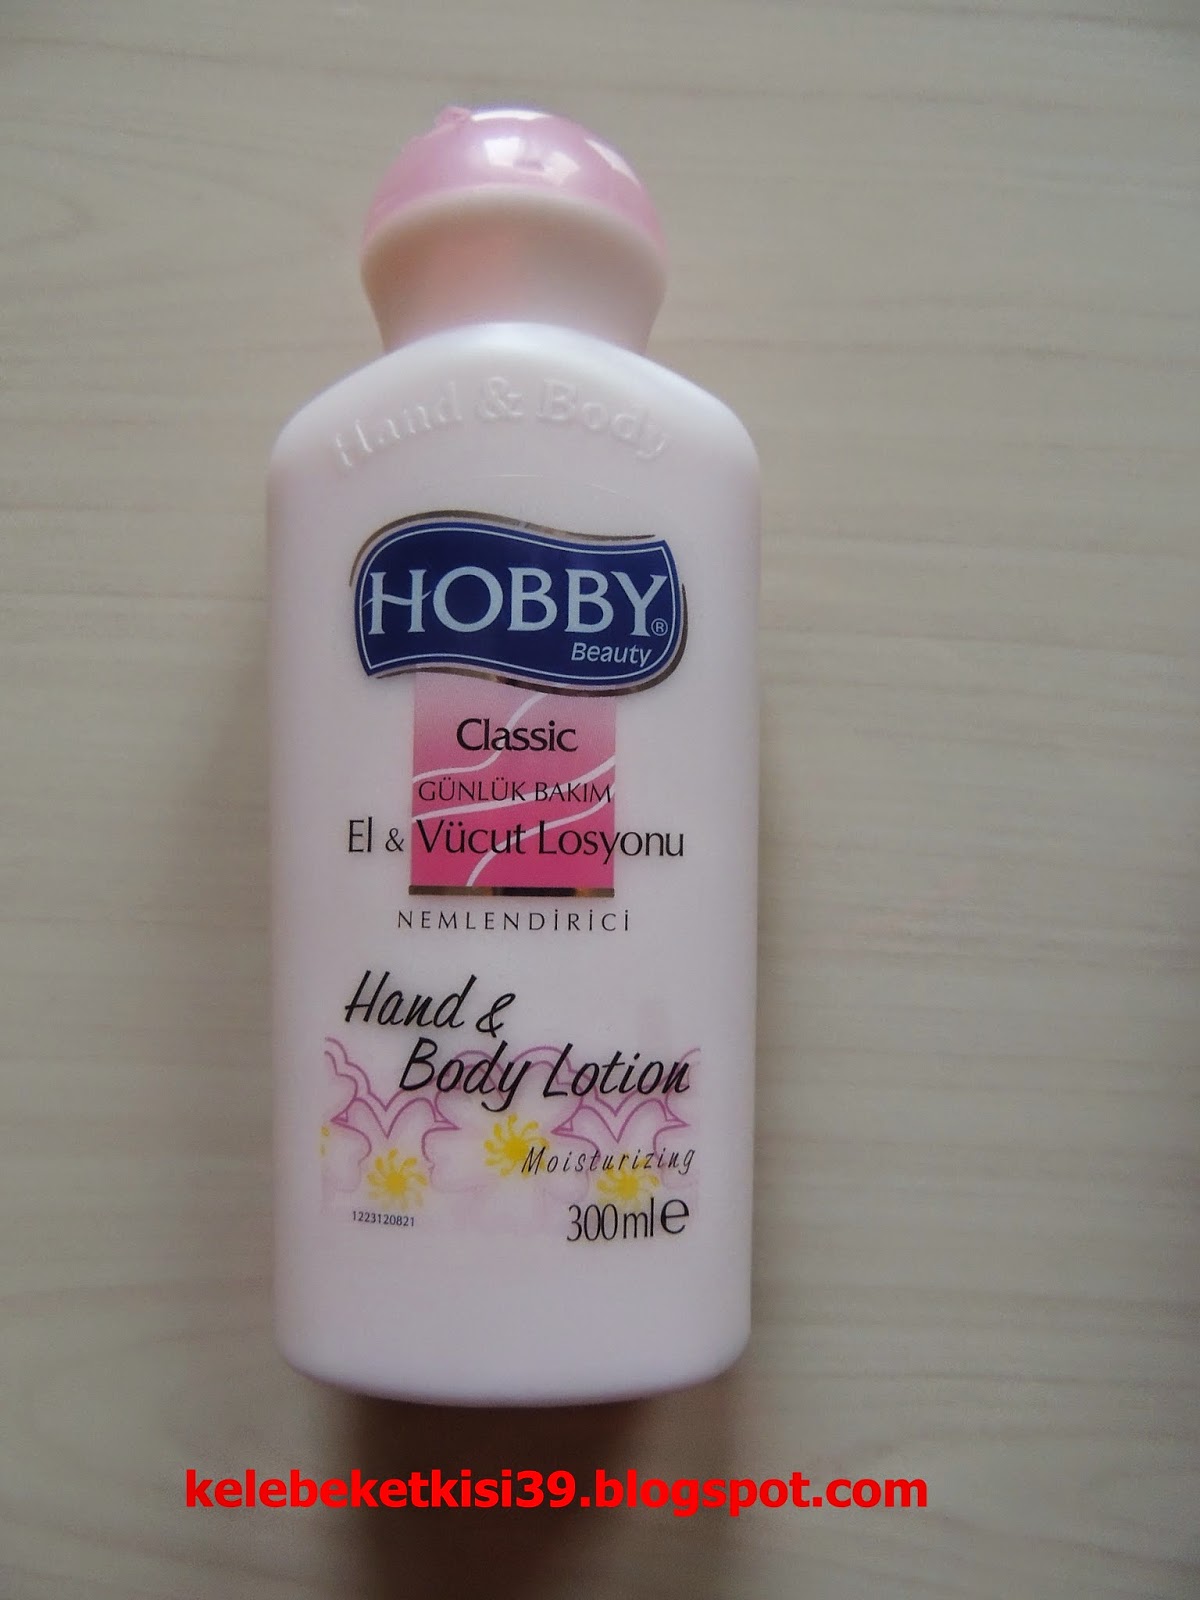 Hand & Body
HOBBY®
Beauty
Classic
GÜNLÜK BAKIM
El & Vücut Losyonu
NEMLENDİRİCİ
Hand &
Body Lotion
Moisturizing
1223120821
300ml e
kelebeketkisi39.blogspot.com